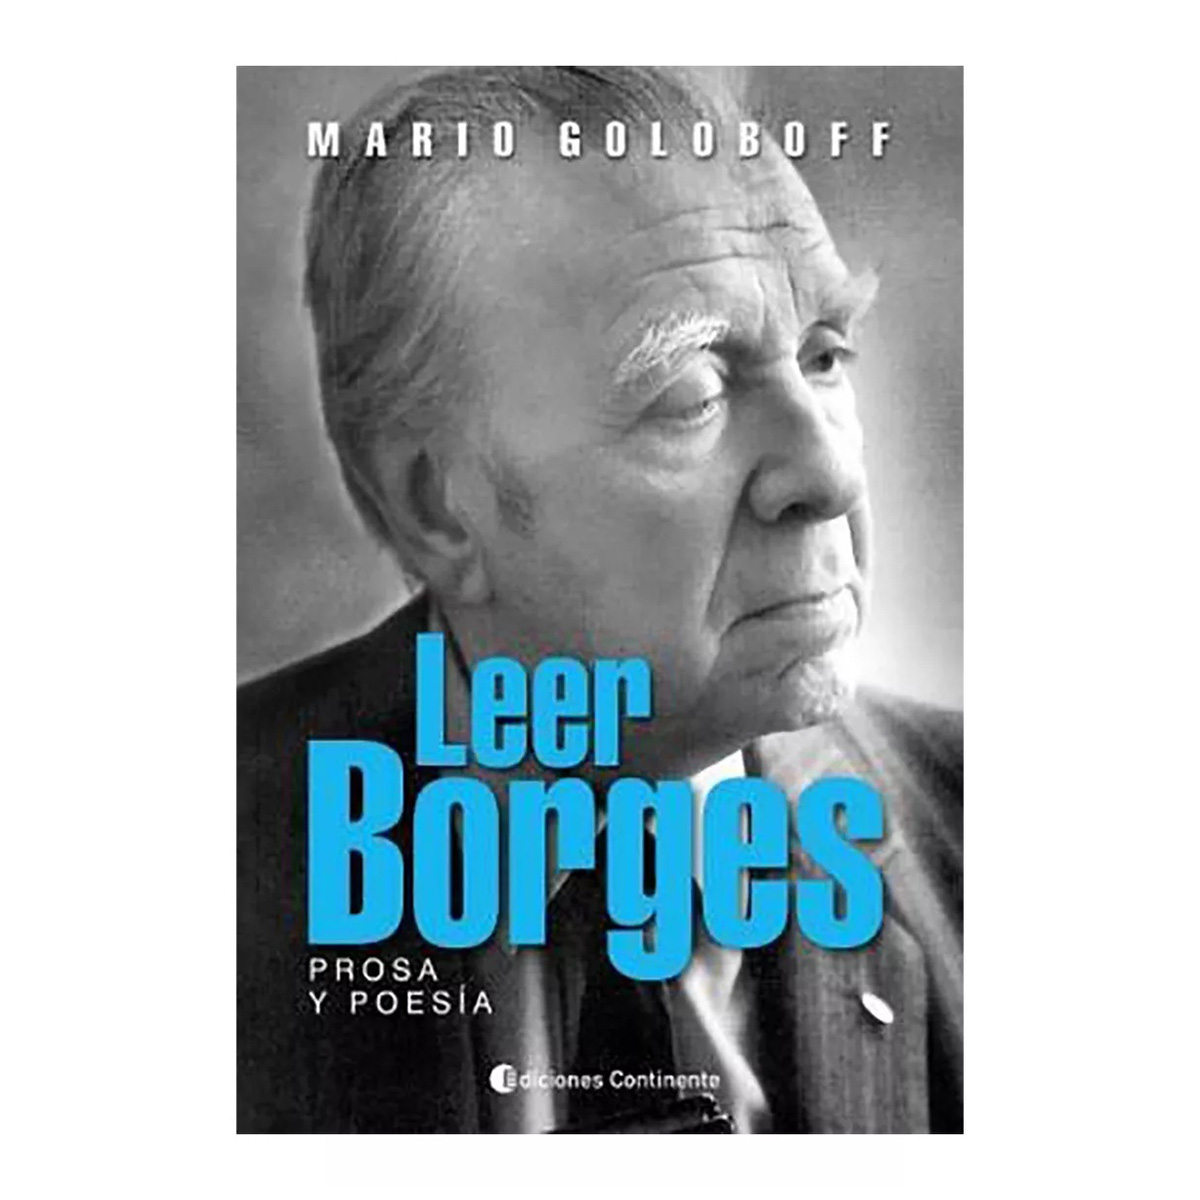 MARIO GOLOBOFF
Leer
Borges
PROSA
Y POESÍA
Ediciones Continente